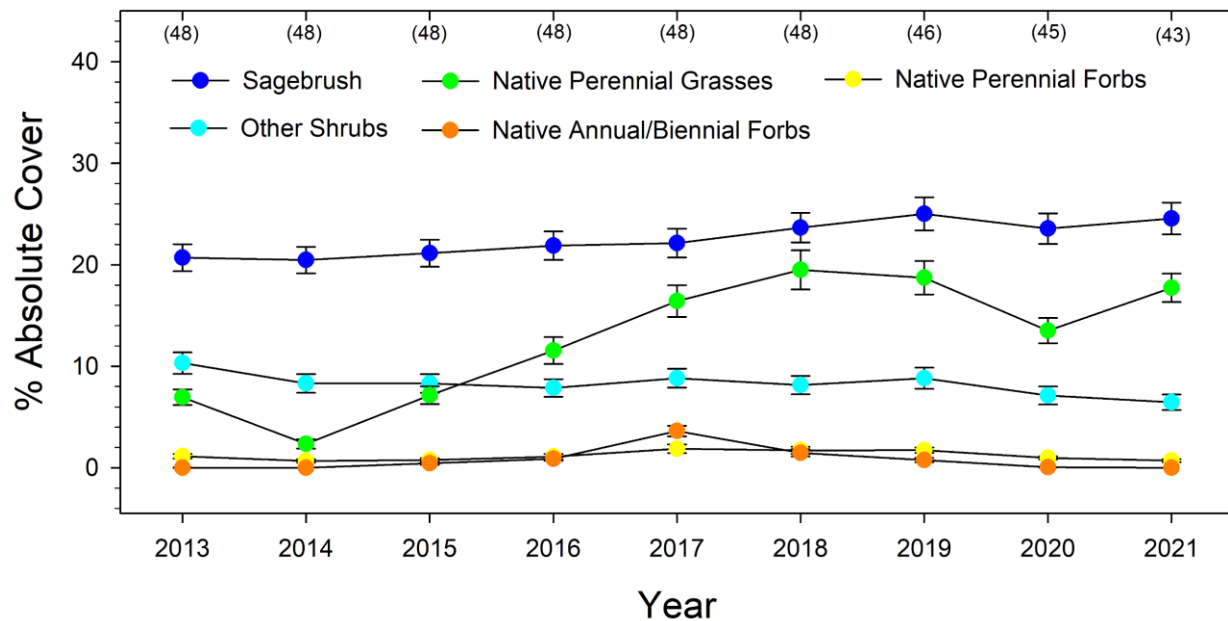 (48) (48) (48) (48) (48) (48) (46) (45) (43)
40
Sagebrush Native Perennial Grasses Native Perennial Forbs
Other Shrubs Native Annual/Biennial Forbs
30
20
10
0
% Absolute Cover
2013 2014 2015 2016 2017 2018 2019 2020 2021
Year